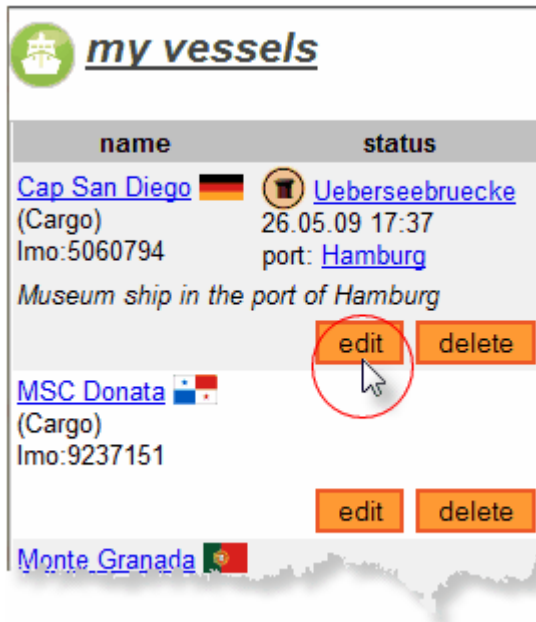 my vessels
name status
Cap San Diego Ueberseebruecke
(Cargo) 26.05.09 17:37
Imo:5060794 port: Hamburg
Museum ship in the port of Hamburg
edit delete
MSC Donata
(Cargo)
Imo:9237151
edit delete
Monte Granada